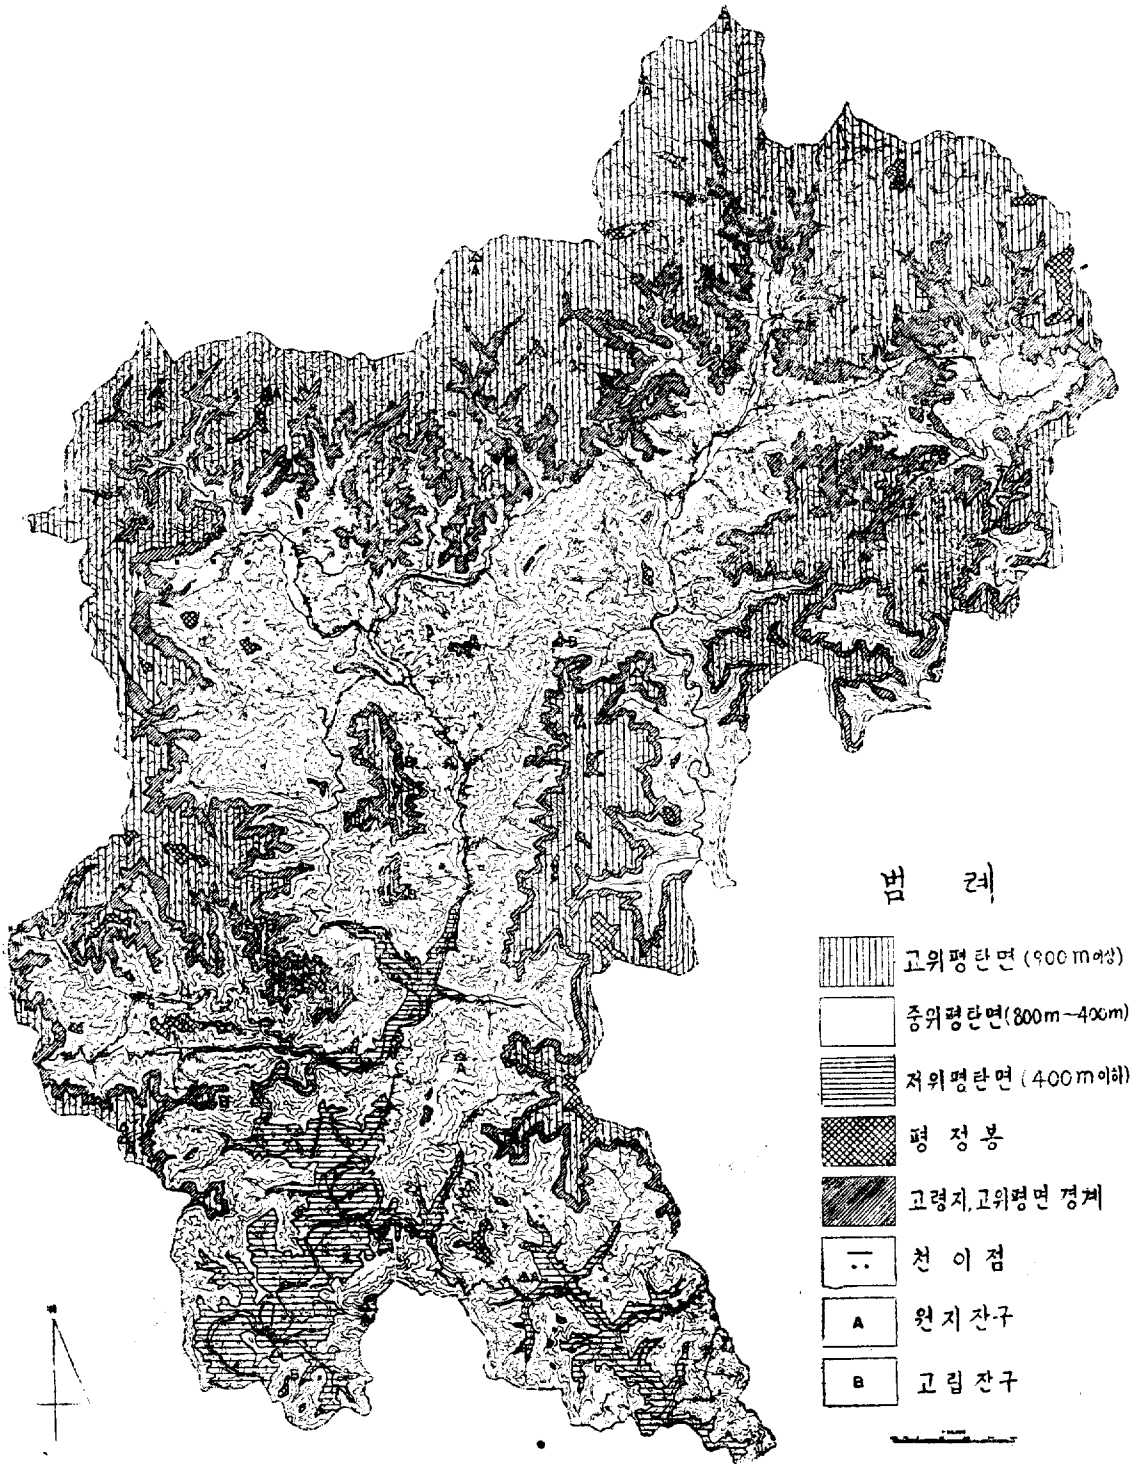 범 례
고위평탄면 (900m이상)
중위평탄면 (800m~400m)
저위평탄면 (400m이하)
평 정 봉
고령지, 고위평면 경계
천 이 점
A 원지잔구
B 고립잔구